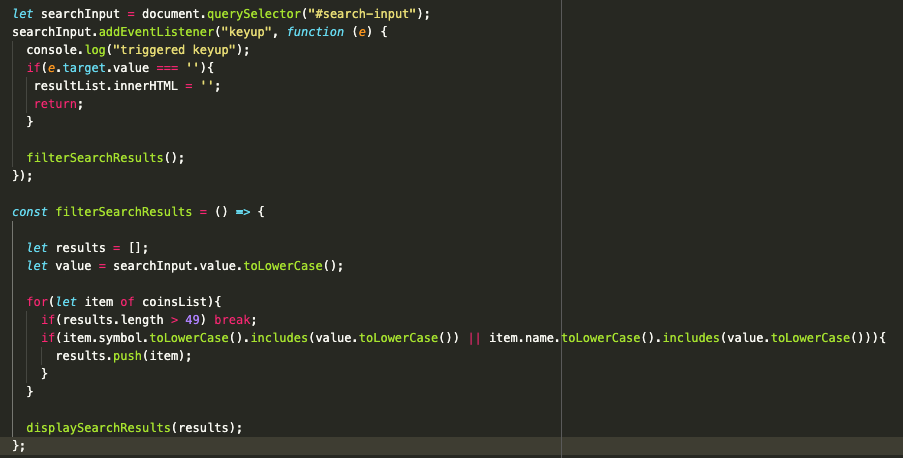 let searchInput = document.querySelector("#search-input");
searchInput.addEventListener("keyup", function (e) {
  console.log("triggered keyup");
  if(e.target.value === ''){
   resultList.innerHTML = '';
   return;
  }

  filterSearchResults();
});

const filterSearchResults = () => {

  let results = [];
  let value = searchInput.value.toLowerCase();

  for(let item of coinsList){
    if(results.length > 49) break;
    if(item.symbol.toLowerCase().includes(value.toLowerCase()) || item.name.toLowerCase().includes(value.toLowerCase())){
      results.push(item);
    }
  }

  displaySearchResults(results);
};